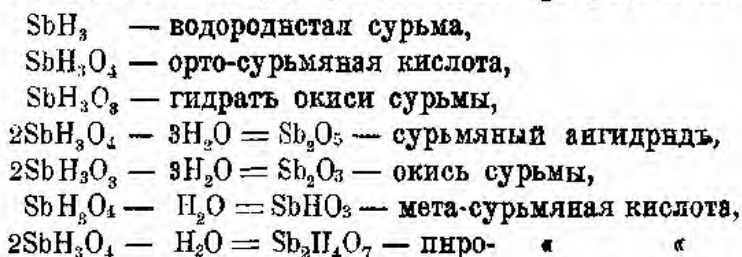 SbH₃ — водородистал сурьма,
SbH₃O₄ — орто-сурьмяная кислота,
SbH₃O₃ — гидратъ окиси сурьмы,
2SbH₃O₄ — 3H₂O = Sb₂O₅ — сурьмяный ангидридъ,
2SbH₃O₃ — 3H₂O = Sb₂O₃ — окись сурьмы,
SbH₃O₄ — H₂O = SbHO₃ — мета-сурьмяная кислота,
2SbH₃O₄ — H₂O = Sb₂H₄O₇ — пиро- « «